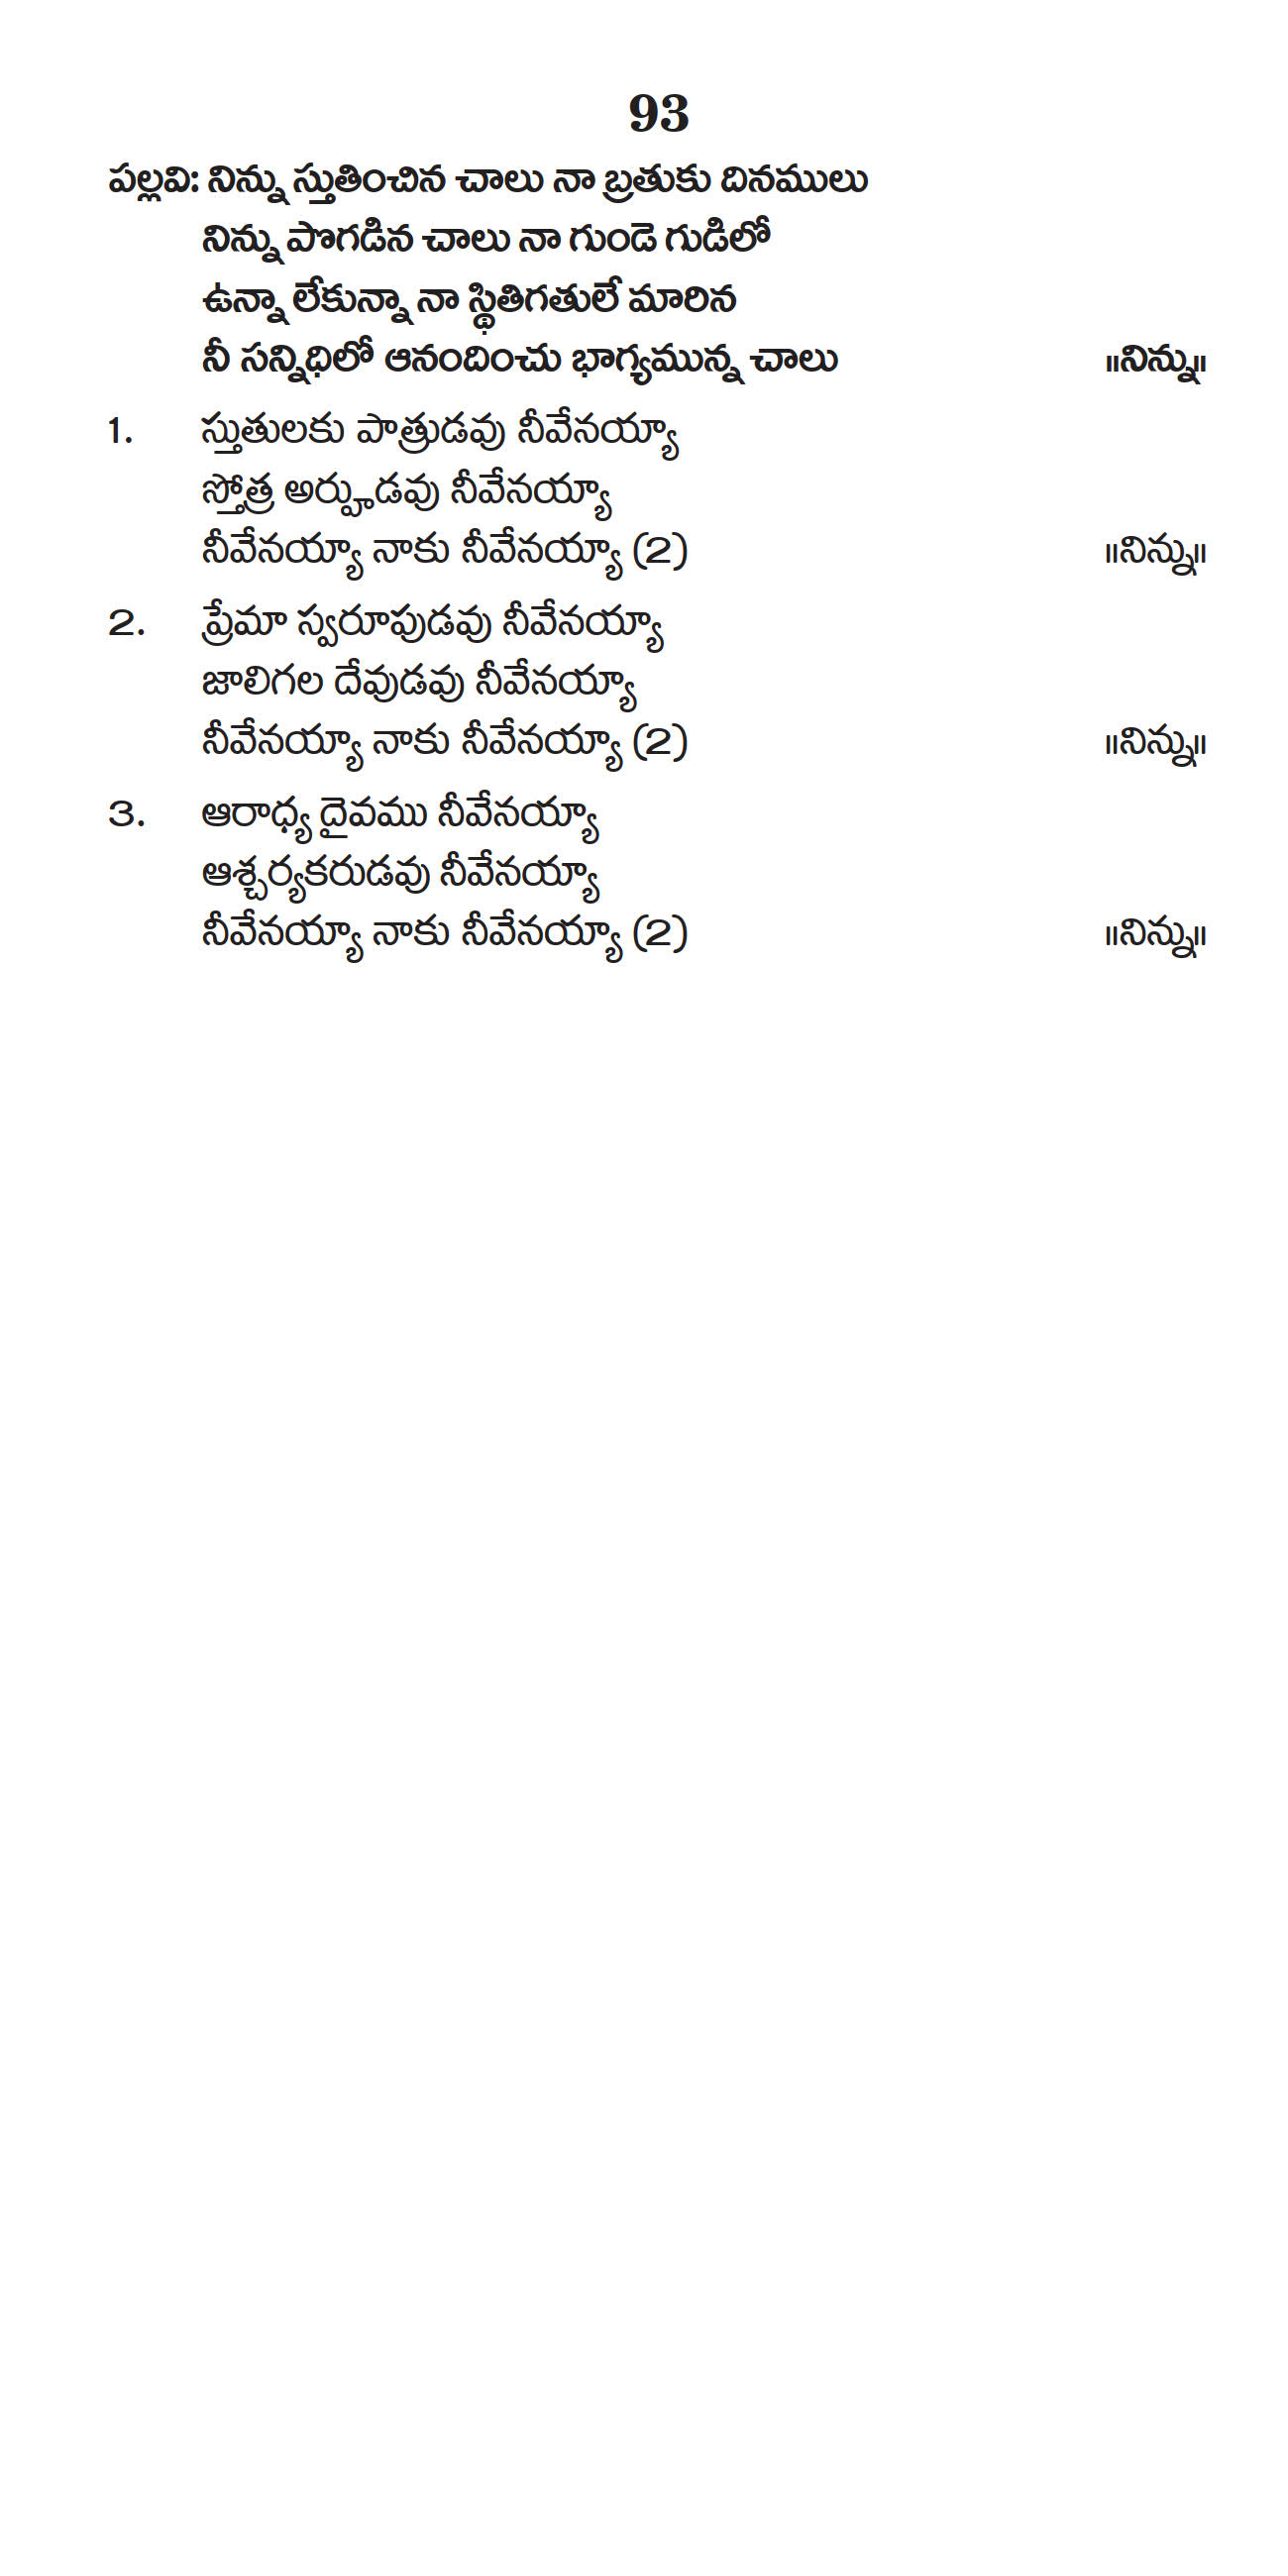 93
పల్లవి: నిన్ను స్తుతించిన చాలు నా బ్రతుకు దినములు
నిన్ను పొగడిన చాలు నా గుండె గుడిలో
ఉన్నా లేకున్నా నా స్థితిగతులే మారిన
నీ సన్నిధిలో ఆనందించు భాగ్యమున్న చాలు ॥నిన్ను॥
1. స్తుతులకు పాత్రుడవు నీవేనయ్యా
స్తోత్ర అర్హుడవు నీవేనయ్యా
నీవేనయ్యా నాకు నీవేనయ్యా (2) ॥నిన్ను॥
2. ప్రేమా స్వరూపుడవు నీవేనయ్యా
జాలిగల దేవుడవు నీవేనయ్యా
నీవేనయ్యా నాకు నీవేనయ్యా (2) ॥నిన్ను॥
3. ఆరాధ్య దైవము నీవేనయ్యా
ఆశ్చర్యకరుడవు నీవేనయ్యా
నీవేనయ్యా నాకు నీవేనయ్యా (2) ॥నిన్ను॥